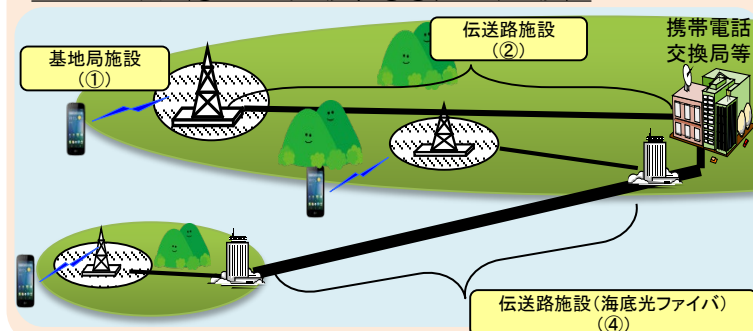 携帯電話
交換局等
伝送路施設
(②)
基地局施設
(①)
伝送路施設(海底光ファイバ)
(④)